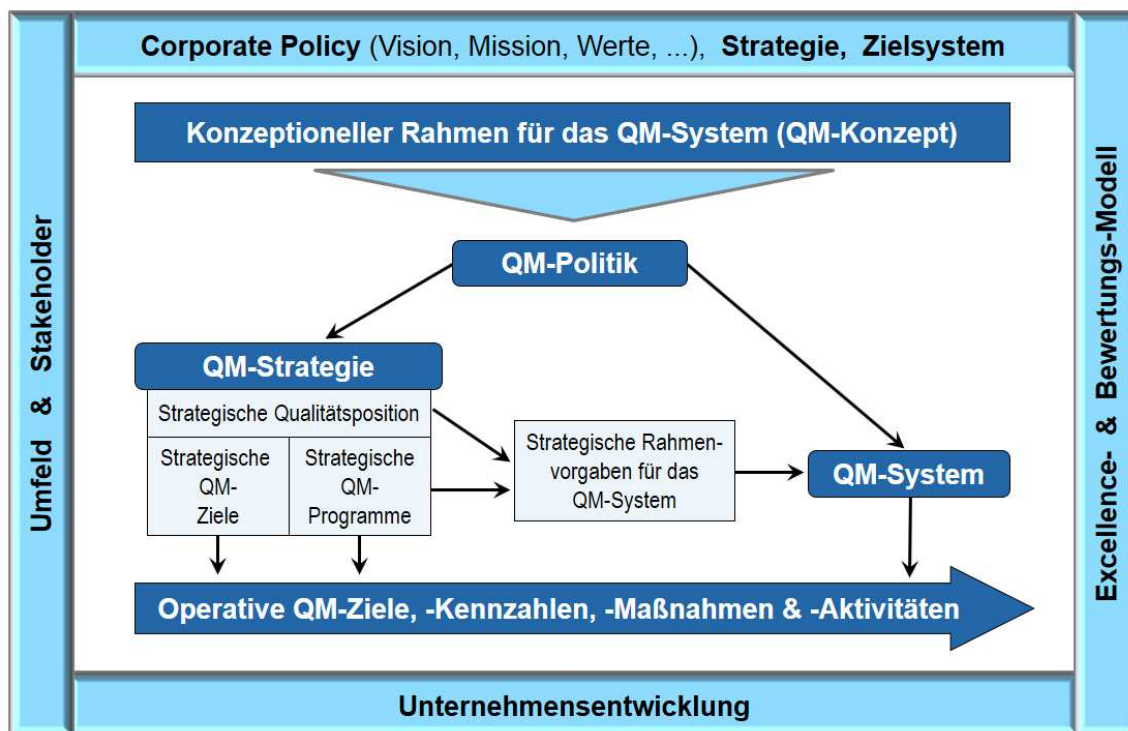 Corporate Policy (Vision, Mission, Werte, ...), Strategie, Zielsystem
Umfeld & Stakeholder
Konzeptioneller Rahmen für das QM-System (QM-Konzept)
QM-Politik
QM-Strategie
Strategische Qualitätsposition
Strategische
QM-
Ziele
Strategische
QM-
Programme
Strategische Rahmen-
vorgaben für das
QM-System
QM-System
Operative QM-Ziele, -Kennzahlen, -Maßnahmen & -Aktivitäten
Excellence- & Bewertungs-Modell
Unternehmensentwicklung